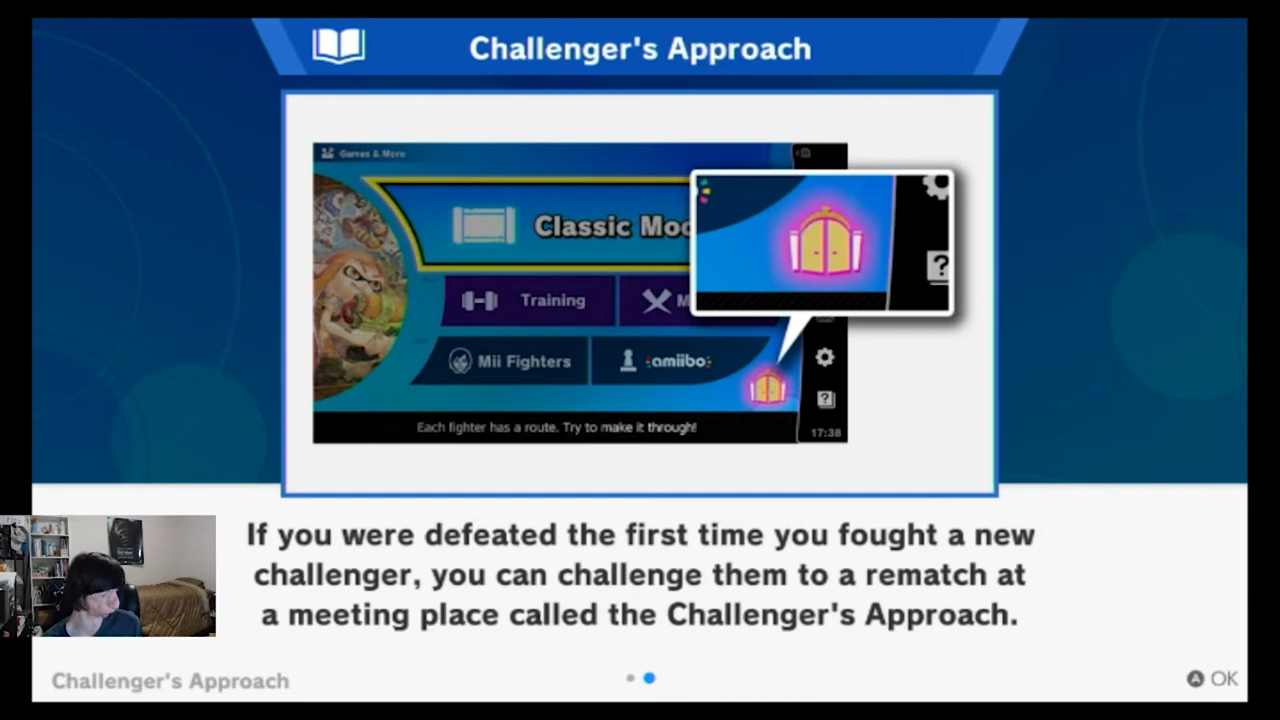 Challenger's Approach
Games & More
Classic Mo
Training
M
Mii Fighters
amiibo
?
?
Each fighter has a route. Try to make it through!
17:38
If you were defeated the first time you fought a new
challenger, you can challenge them to a rematch at
a meeting place called the Challenger's Approach.
Challenger's Approach
A OK